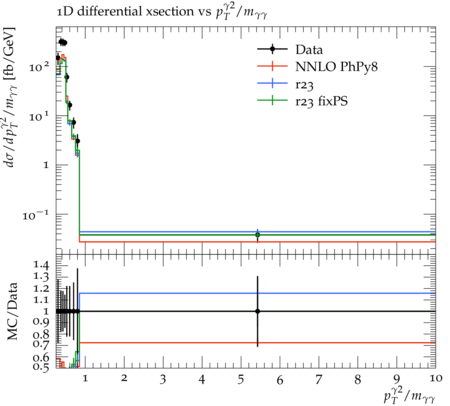 1D differential xsection vs p_T^{γ2}/m_{γγ}
dσ/dp_T^{γ2}/m_{γγ} [fb/GeV]
10^2
10^1
1
10^{-1}
Data
NNLO PhPy8
r23
r23 fixPS
MC/Data
1.4
1.3
1.2
1.1
1
0.9
0.8
0.7
0.6
0.5
1 2 3 4 5 6 7 8 9 10
p_T^{γ2}/m_{γγ}